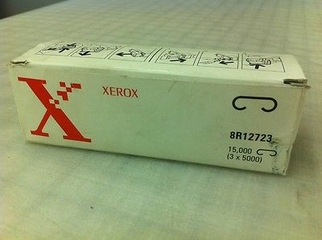 X
XEROX
8R12723
15,000
(3 x 5000)